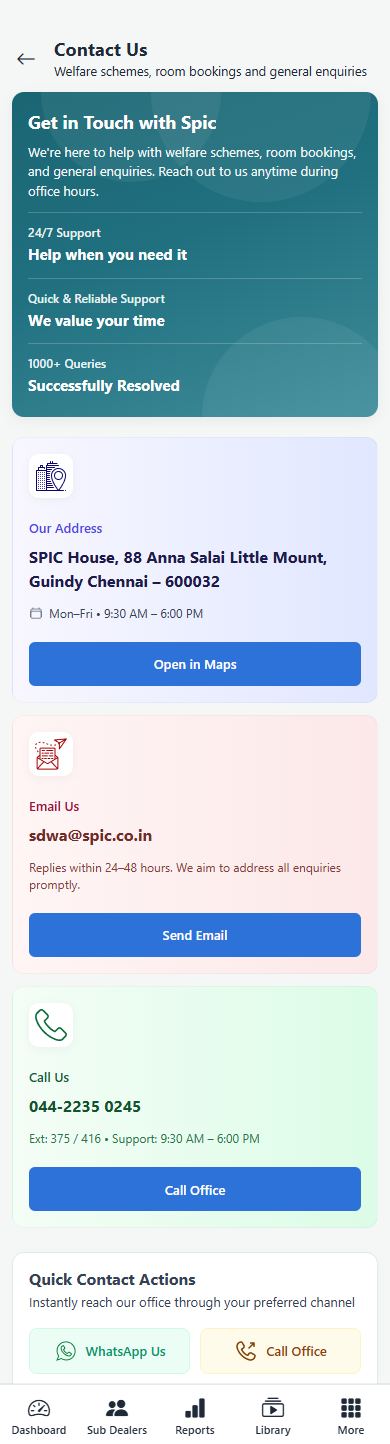 Contact Us
Welfare schemes, room bookings and general enquiries
Get in Touch with Spic
We're here to help with welfare schemes, room bookings,
and general enquiries. Reach out to us anytime during
office hours.
24/7 Support
Help when you need it
Quick & Reliable Support
We value your time
1000+ Queries
Successfully Resolved
Our Address
SPIC House, 88 Anna Salai Little Mount,
Guindy Chennai – 600032
Mon–Fri • 9:30 AM – 6:00 PM
Open in Maps
Email Us
sdwa@spic.co.in
Replies within 24–48 hours. We aim to address all enquiries
promptly.
Send Email
Call Us
044-2235 0245
Ext: 375 / 416 • Support: 9:30 AM – 6:00 PM
Call Office
Quick Contact Actions
Instantly reach our office through your preferred channel
WhatsApp Us
Call Office
Dashboard
Sub Dealers
Reports
Library
More